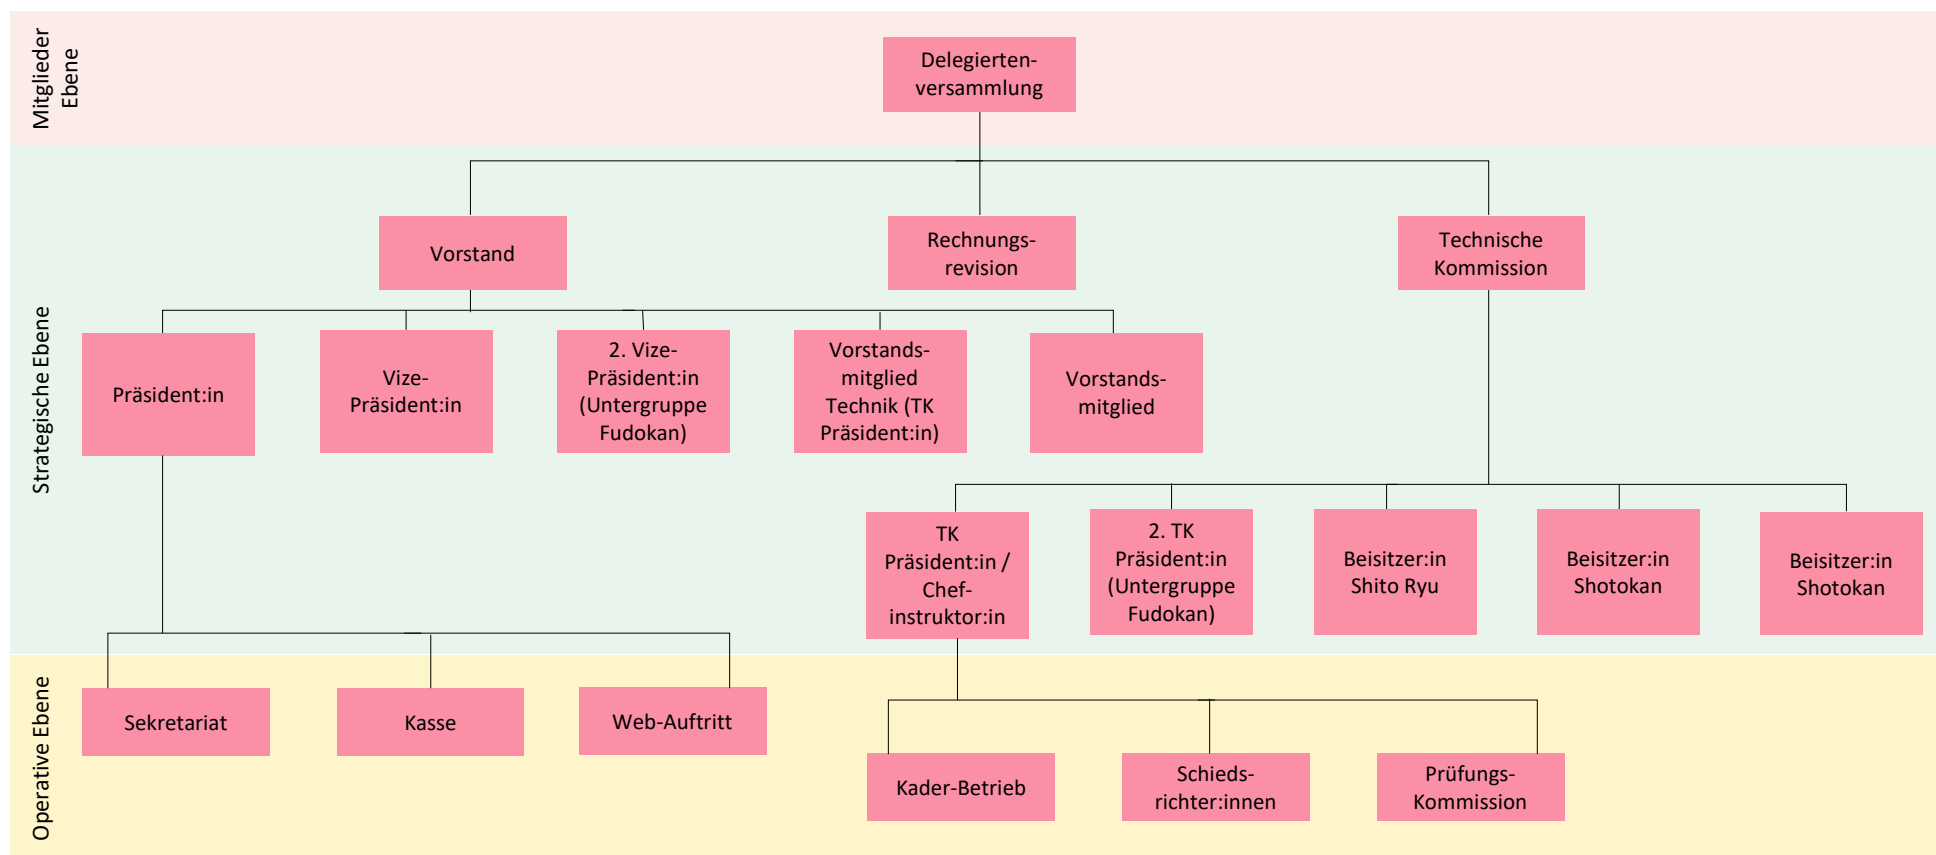 Mitglieder
Ebene
Delegierten-
versammlung
Strategische Ebene
Vorstand
Rechnungs-
revision
Technische
Kommission
Präsident:in
Vize-
Präsident:in
2. Vize-
Präsident:in
(Untergruppe
Fudokan)
Vorstands-
mitglied
Technik (TK
Präsident:in)
Vorstands-
mitglied
TK
Präsident:in /
Chef-
instruktor:in
2. TK
Präsident:in
(Untergruppe
Fudokan)
Beisitzer:in
Shito Ryu
Beisitzer:in
Shotokan
Beisitzer:in
Shotokan
Operative Ebene
Sekretariat
Kasse
Web-Auftritt
Kader-Betrieb
Schieds-
richter:innen
Prüfungs-
Kommission